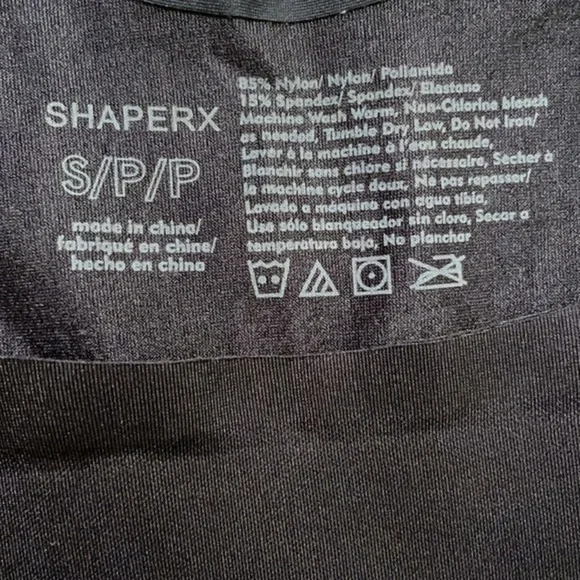 SHAPERX
S/P/P
made in china/
fabriqué en chine/
hecho en china
85% Nylon/ Nylon/ Poliamida
15% Spandex/ Spandex/ Elastano
Machine Wash Warm, Non-Chlorine bleach
as needed, Tumble Dry, Low, Do Not Iron/
Laver à la machine à l'eau chaude,
Blanchir sans chlore si nécessaire, Secher à
la machine cycle doux, Ne pas repasser/
Lavado a máquina con agua tibia,
Use sólo blanqueador sin cloro, Secar a
temperatura baja, No planchar